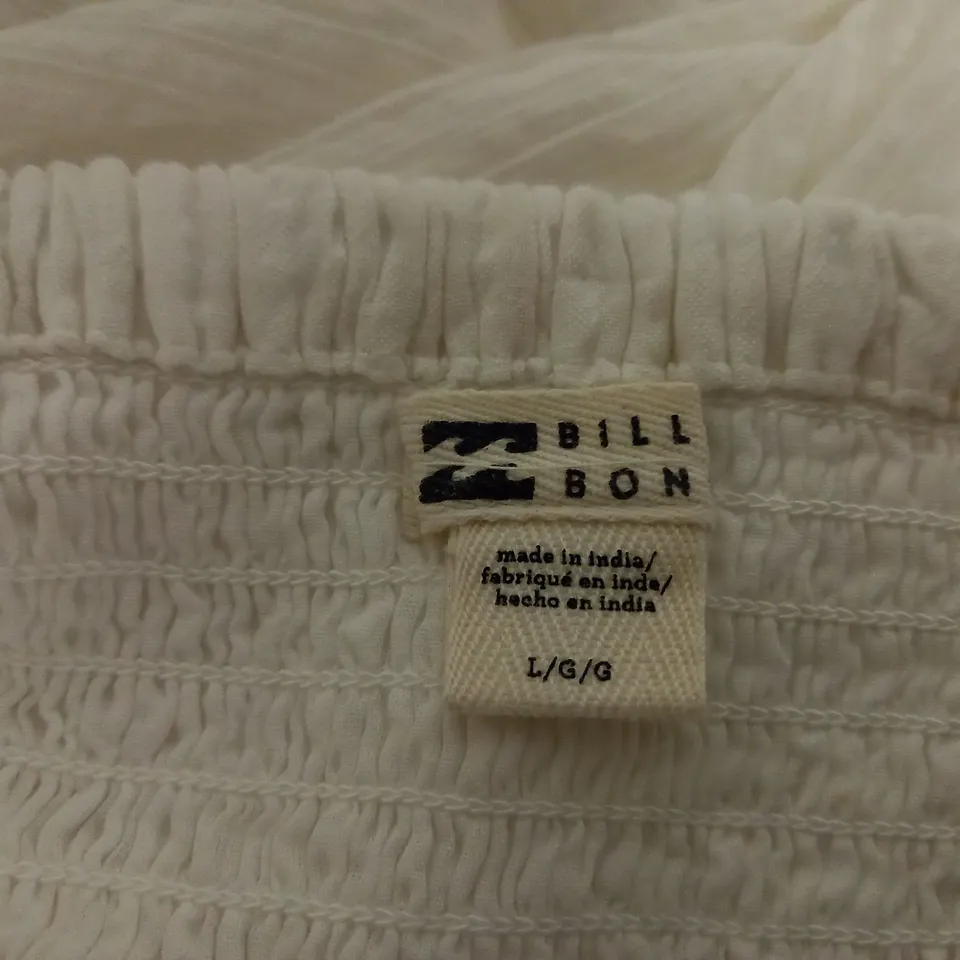 BILL
BON
made in india/
fabriqué en inde/
hecho en india
L/G/G